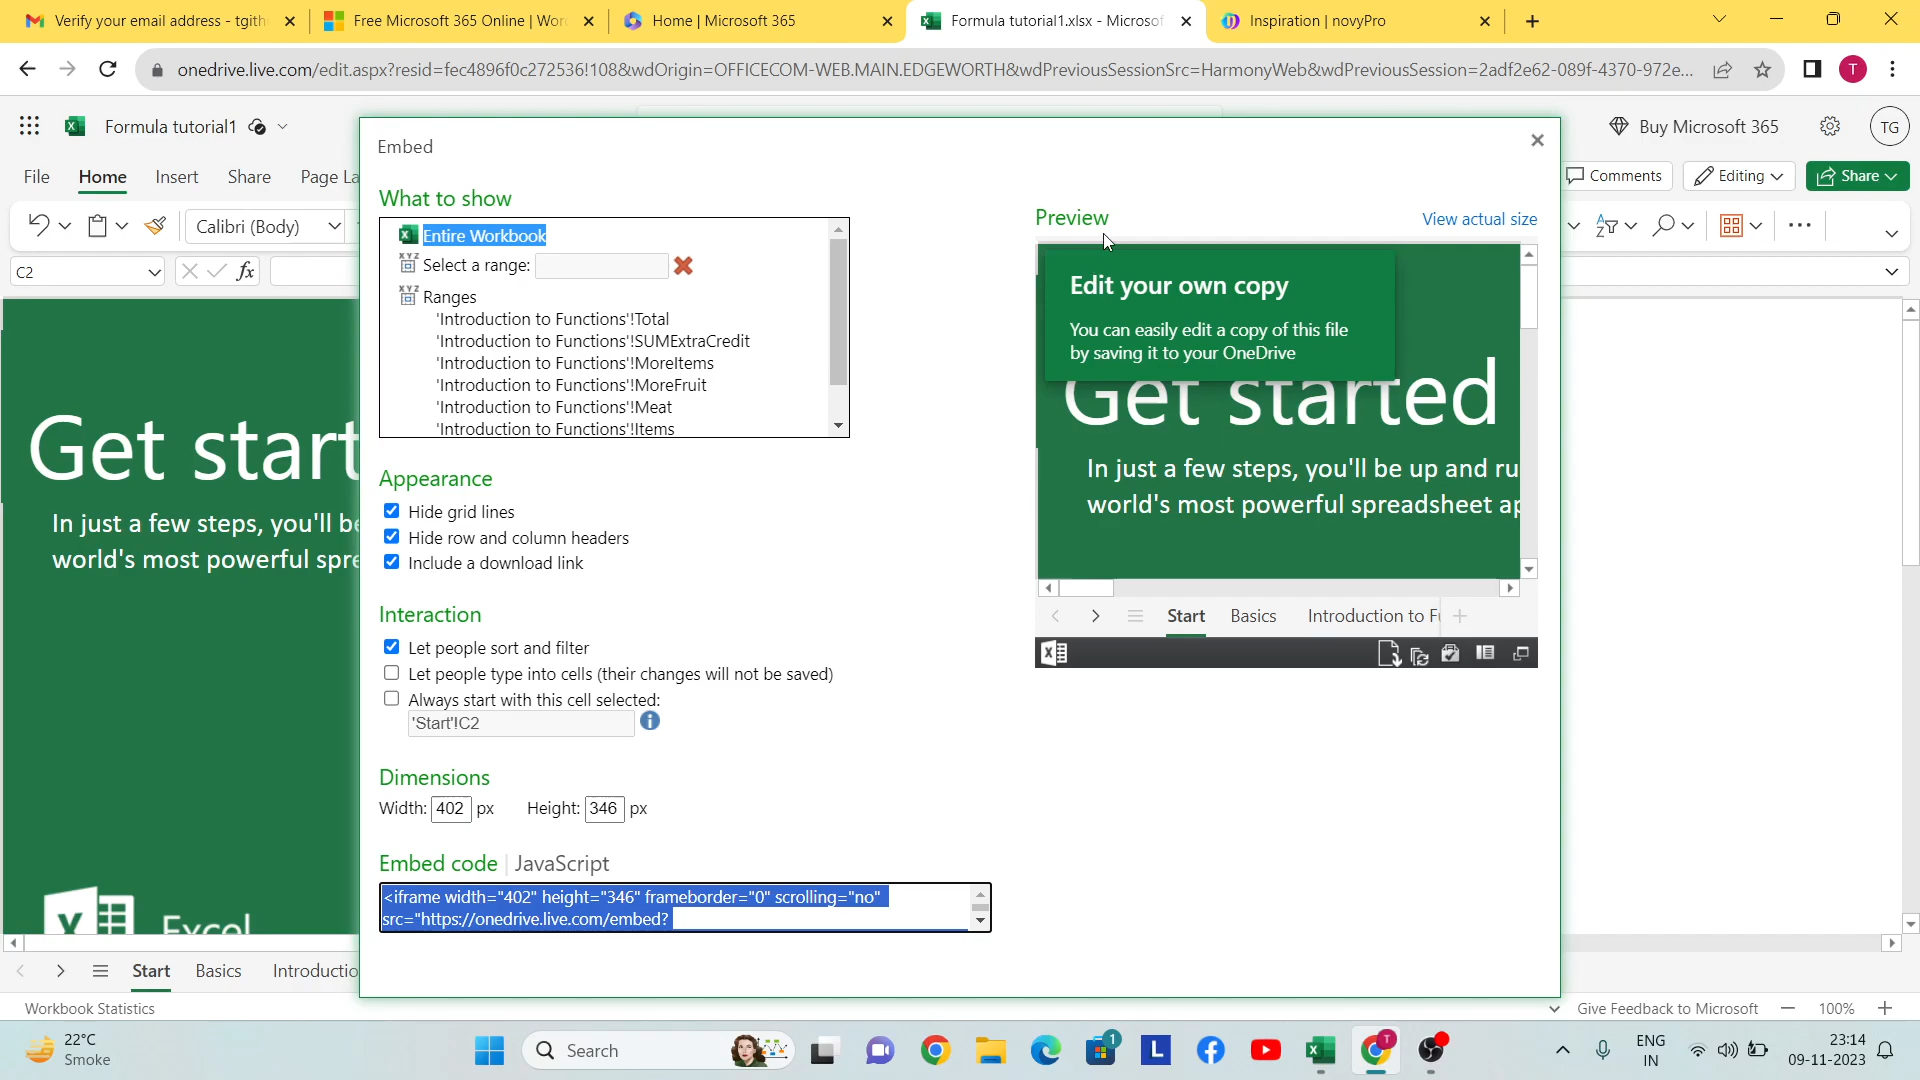 Verify your email address - tgith
Free Microsoft 365 Online | Wor
Home | Microsoft 365
Formula tutorial1.xlsx - Microsof
Inspiration | novyPro
onedrive.live.com/edit.aspx?resid=fec4896f0c272536!108&wdOrigin=OFFICECOM-WEB.MAIN.EDGEWORTH&wdPreviousSessionSrc=HarmonyWeb&wdPreviousSession=2adf2e62-089f-4370-972e...
T
Formula tutorial1
Buy Microsoft 365
TG
File Home Insert Share Page La
Comments
Editing
Share
Calibri (Body)
C2
fx
Embed
What to show
Entire Workbook
Select a range:
Ranges
'Introduction to Functions'!Total
'Introduction to Functions'!SUMExtraCredit
'Introduction to Functions'!MoreItems
'Introduction to Functions'!MoreFruit
'Introduction to Functions'!Meat
'Introduction to Functions'!Items
Appearance
Hide grid lines
Hide row and column headers
Include a download link
Interaction
Let people sort and filter
Let people type into cells (their changes will not be saved)
Always start with this cell selected:
'Start'!C2
Dimensions
Width: 402 px Height: 346 px
Embed code | JavaScript
<iframe width="402" height="346" frameborder="0" scrolling="no"
src="https://onedrive.live.com/embed?
Preview
View actual size
Edit your own copy
You can easily edit a copy of this file
by saving it to your OneDrive
Get started
In just a few steps, you'll be up and ru
world's most powerful spreadsheet ap
Start Basics Introduction to Fu
Get start
In just a few steps, you'll be
world's most powerful spre
Excel
Start Basics Introductio
Workbook Statistics
Give Feedback to Microsoft
100%
22°C
Smoke
Search
1
L
T
ENG
IN
23:14
09-11-2023